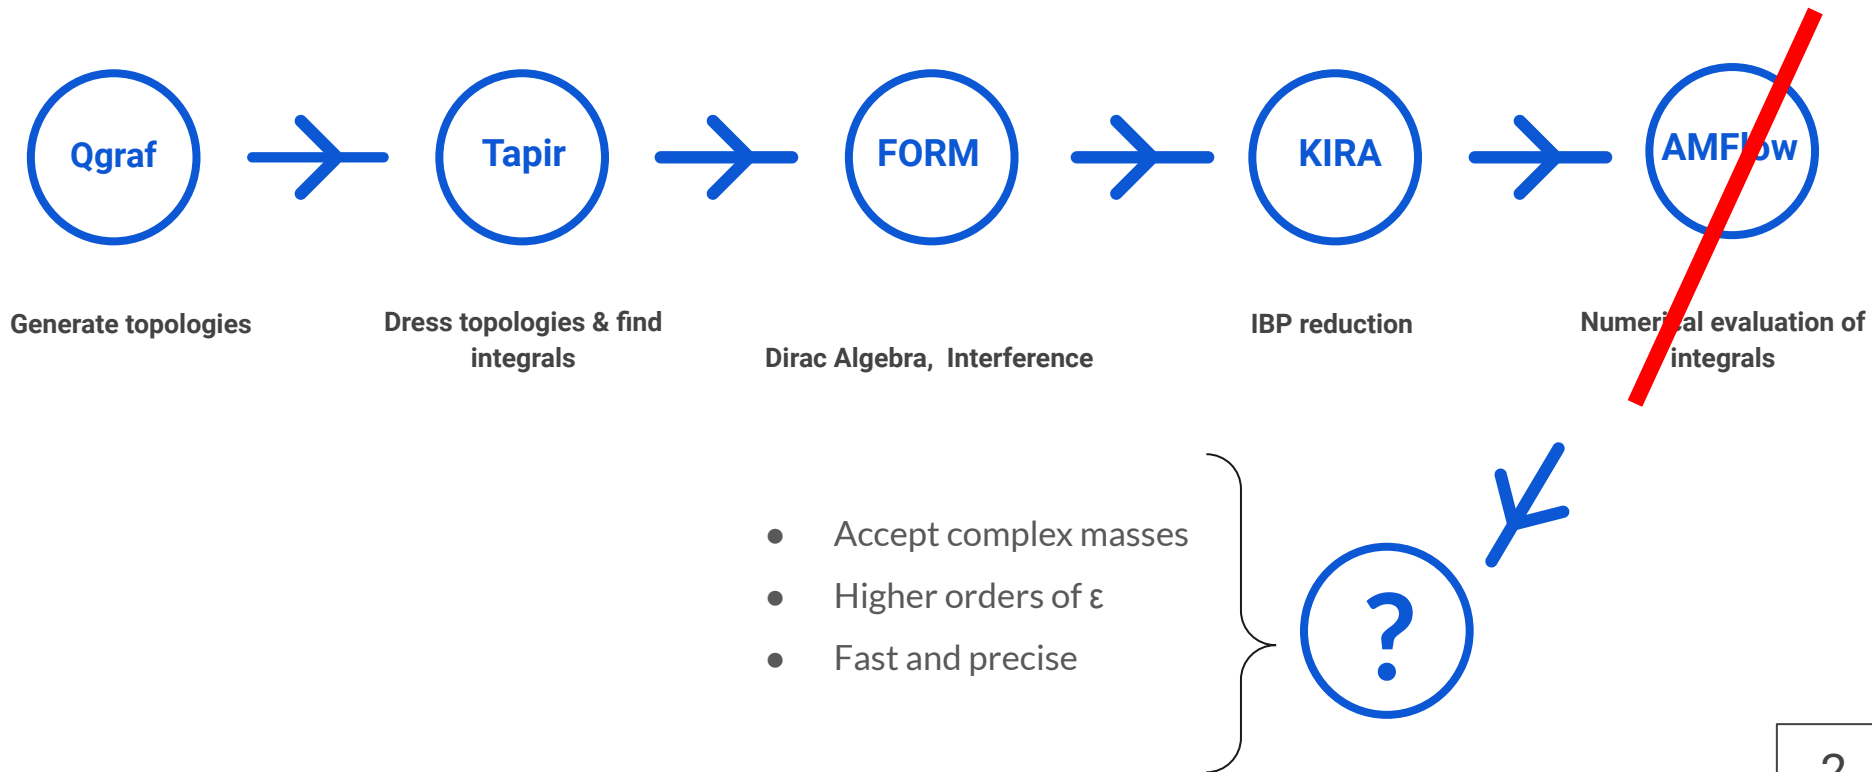 Qgraf
Tapir
FORM
KIRA
AMFlow
Generate topologies
Dress topologies & find
integrals
Dirac Algebra, Interference
IBP reduction
Numerical evaluation of
integrals
● Accept complex masses
● Higher orders of ε
● Fast and precise
?
2